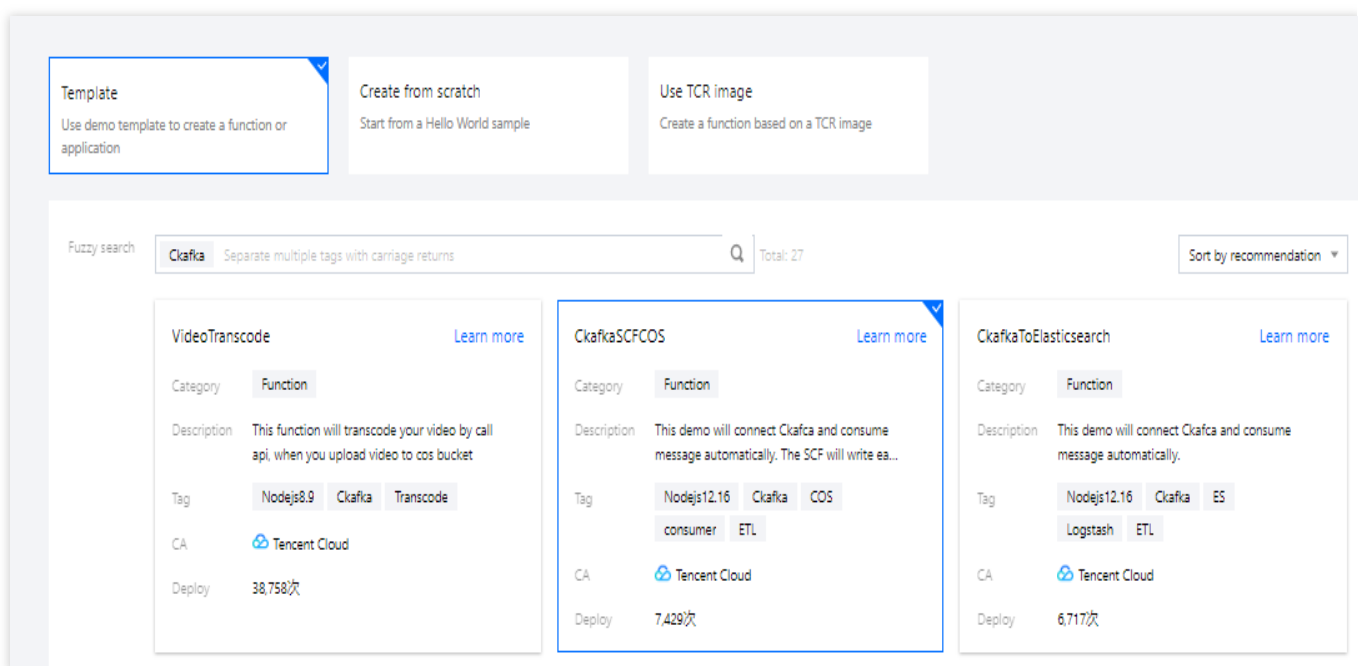 Template
Use demo template to create a function or
application
Create from scratch
Start from a Hello World sample
Use TCR image
Create a function based on a TCR image
Fuzzy search
Ckafka
Separate multiple tags with carriage returns
Total: 27
Sort by recommendation
VideoTranscode
Learn more
Category
Function
Description
This function will transcode your video by call
api, when you upload video to cos bucket
Tag
Nodejs8.9 Ckafka Transcode
CA
Tencent Cloud
Deploy
38,758次
CkafkaSCFCOS
Learn more
Category
Function
Description
This demo will connect Ckafca and consume
message automatically. The SCF will write ea...
Tag
Nodejs12.16 Ckafka COS
consumer ETL
CA
Tencent Cloud
Deploy
7,429次
CkafkaToElasticsearch
Learn more
Category
Function
Description
This demo will connect Ckafca and consume
message automatically.
Tag
Nodejs12.16 Ckafka ES
Logstash ETL
CA
Tencent Cloud
Deploy
6,717次